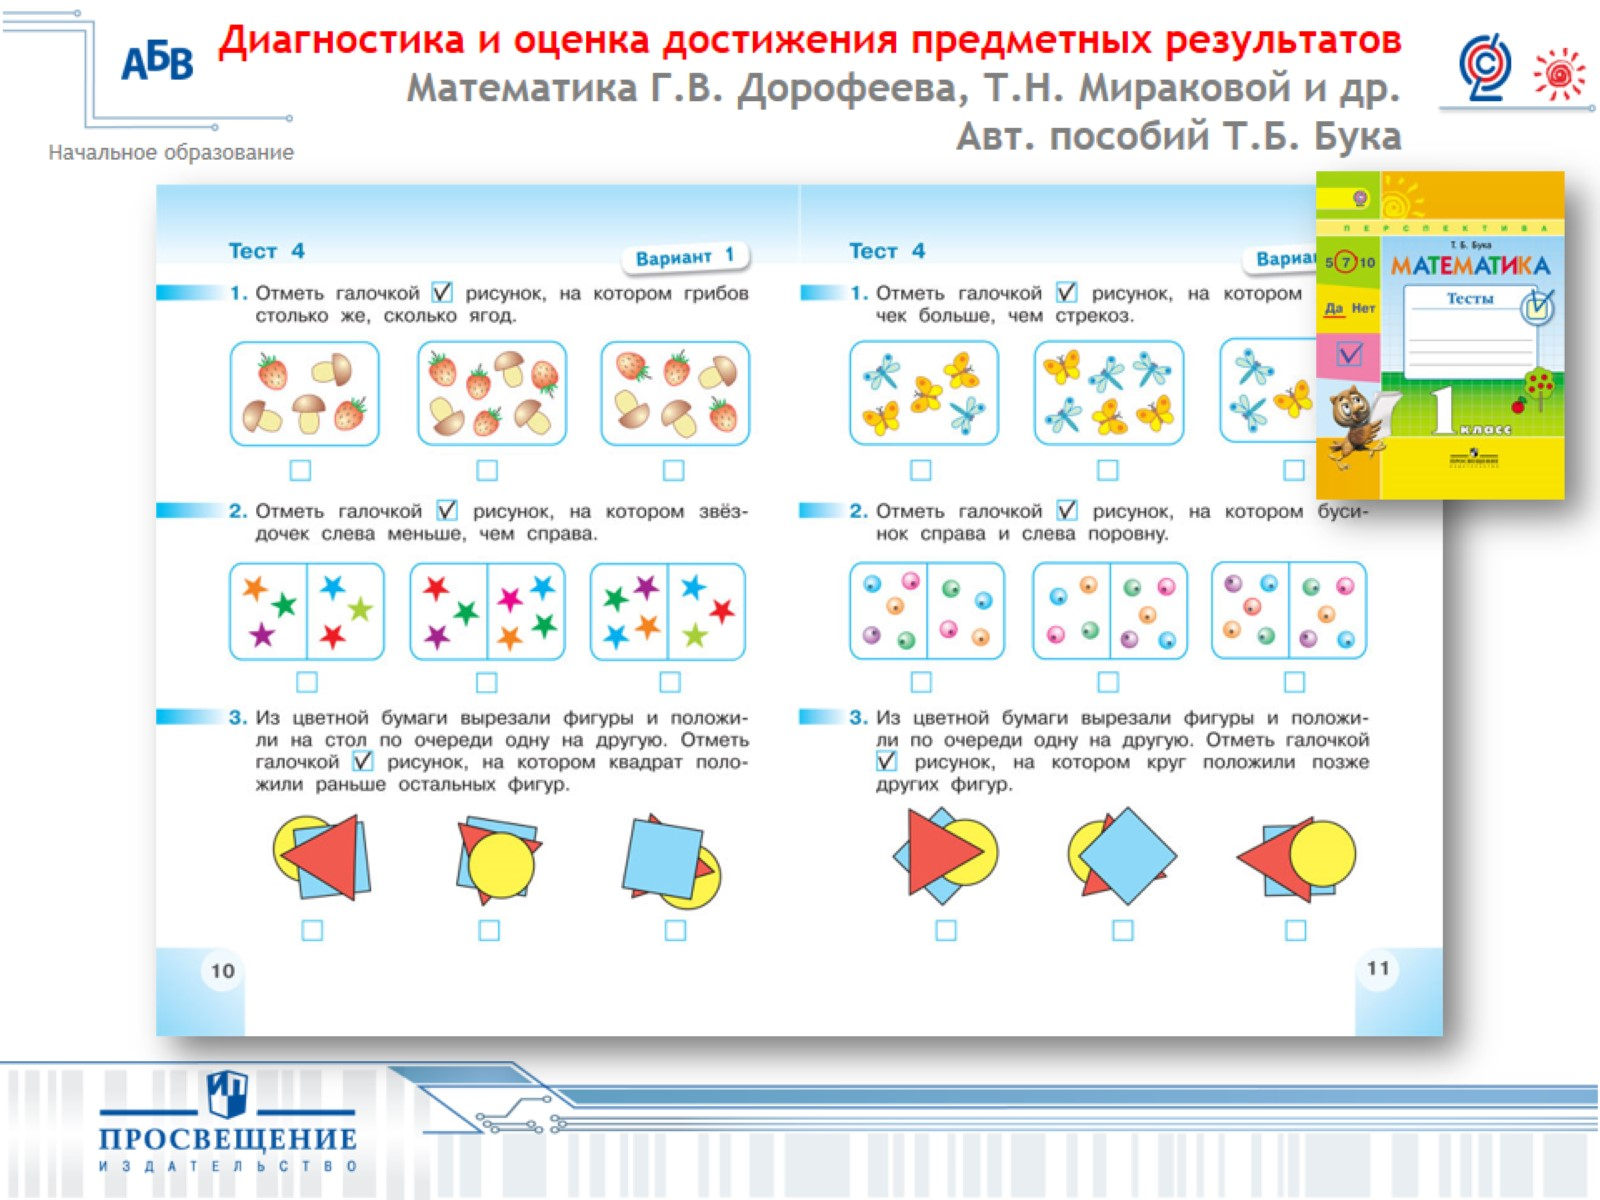 АБВ
Начальное образование
Диагностика и оценка достижения предметных результатов
Математика Г.В. Дорофеева, Т.Н. Мираковой и др.
Авт. пособий Т.Б. Бука
Тест 4
Вариант 1
1. Отметь галочкой рисунок, на котором грибов
столько же, сколько ягод.
2. Отметь галочкой рисунок, на котором звёз-
дочек слева меньше, чем справа.
3. Из цветной бумаги вырезали фигуры и положи-
ли на стол по очереди одну на другую. Отметь
галочкой рисунок, на котором квадрат поло-
жили раньше остальных фигур.
10
Тест 4
1. Отметь галочкой рисунок, на котором
чек больше, чем стрекоз.
2. Отметь галочкой рисунок, на котором буси-
нок справа и слева поровну.
3. Из цветной бумаги вырезали фигуры и положи-
ли по очереди одну на другую. Отметь галочкой
рисунок, на котором круг положили позже
других фигур.
11
ПЕРСПЕКТИВА
Т. Б. Бука
МАТЕМАТИКА
5 7 10
Тесты
Да Нет
1
класс
ПРОСВЕЩЕНИЕ
ИП
ПРОСВЕЩЕНИЕ
ИЗДАТЕЛЬСТВО